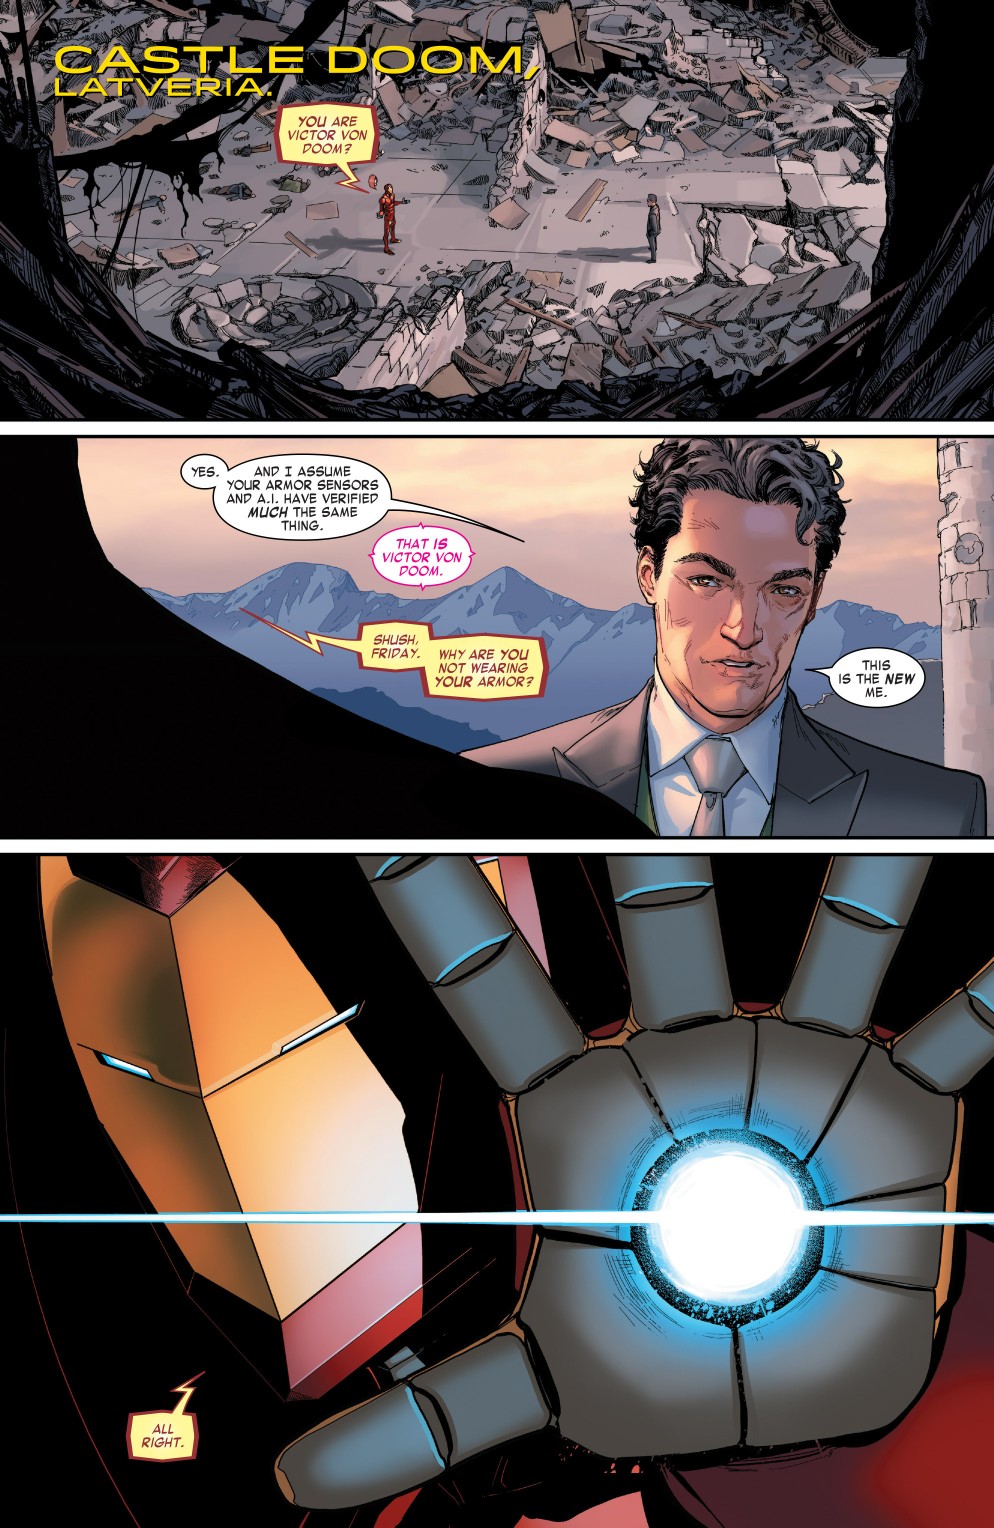 CASTLE DOOM,
LATVERIA.
YOU ARE
VICTOR VON
DOOM?
YES.
AND I ASSUME
YOUR ARMOR SENSORS
AND A.I. HAVE VERIFIED
MUCH THE SAME
THING.
THAT IS
VICTOR VON
DOOM.
SHUSH,
FRIDAY.
WHY ARE YOU
NOT WEARING
YOUR ARMOR?
THIS
IS THE NEW
ME.
ALL
RIGHT.